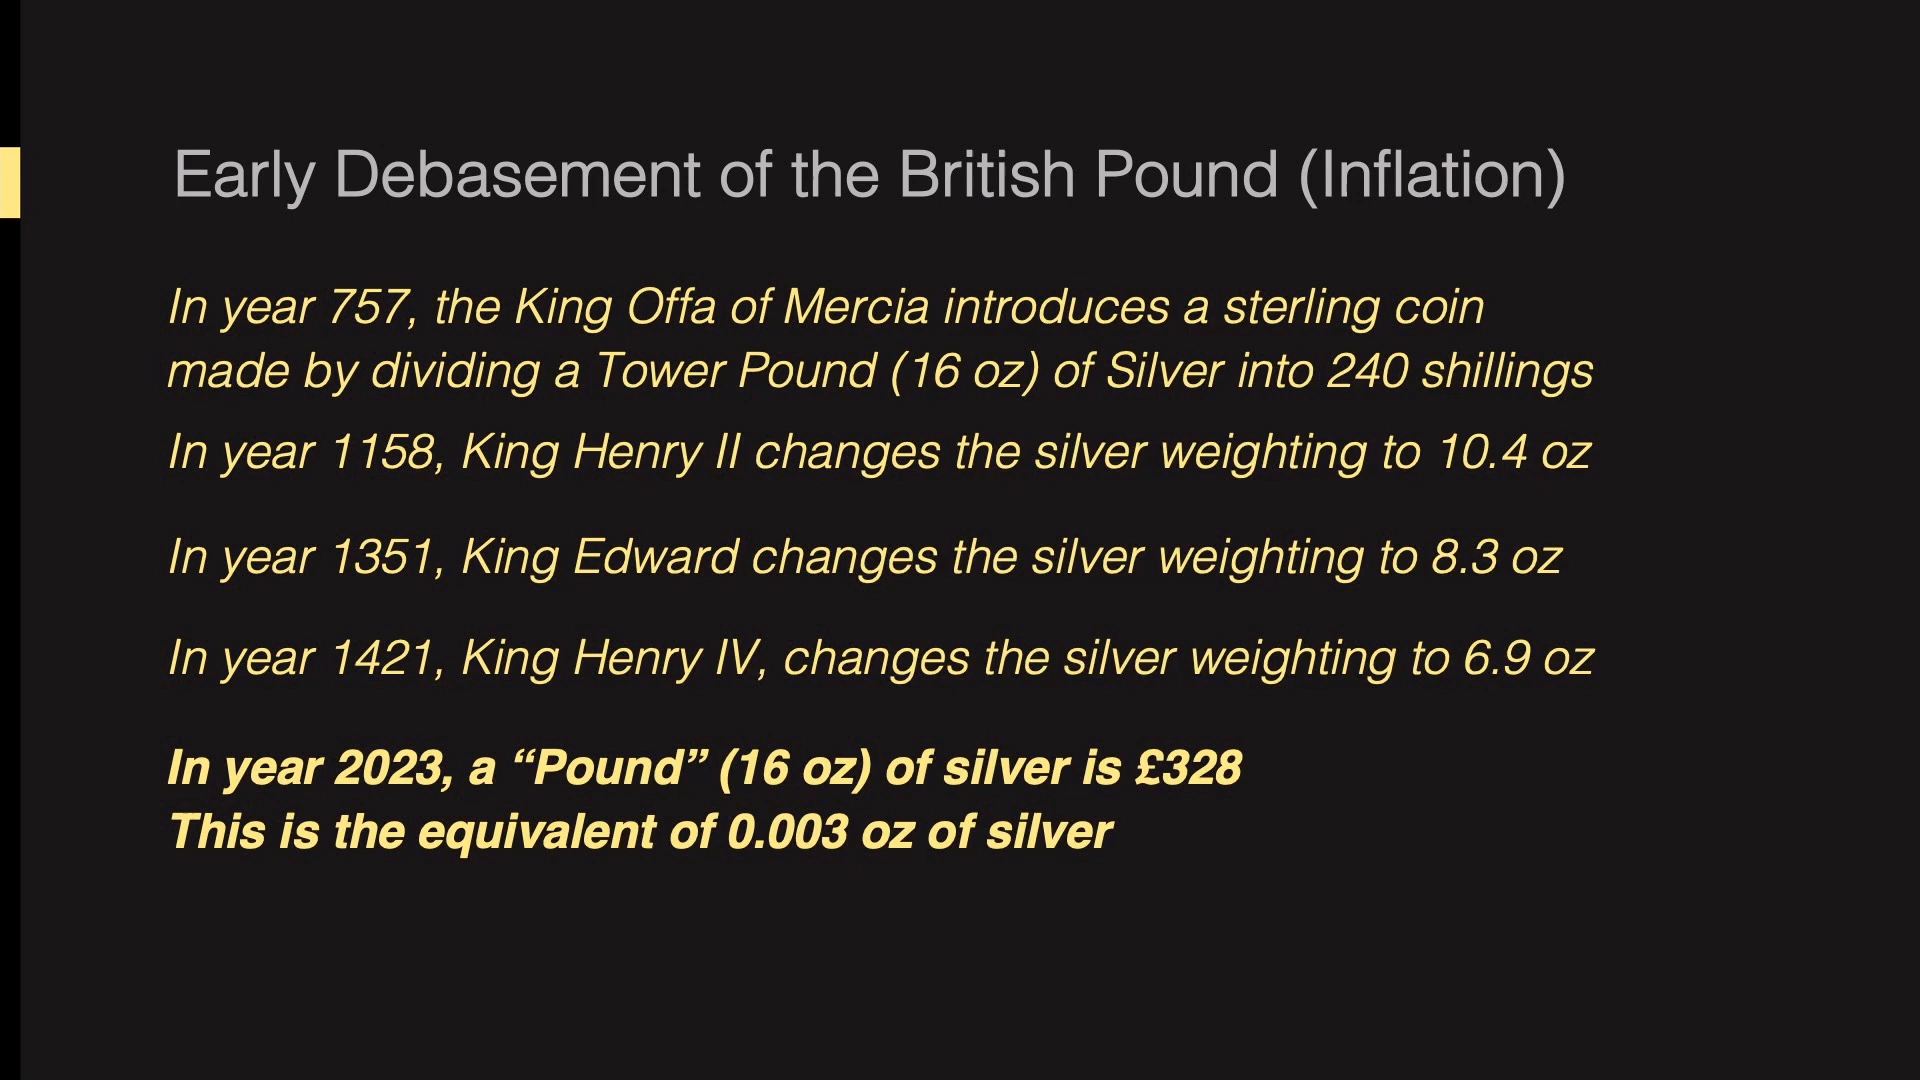 Early Debasement of the British Pound (Inflation)
In year 757, the King Offa of Mercia introduces a sterling coin
made by dividing a Tower Pound (16 oz) of Silver into 240 shillings
In year 1158, King Henry II changes the silver weighting to 10.4 oz
In year 1351, King Edward changes the silver weighting to 8.3 oz
In year 1421, King Henry IV, changes the silver weighting to 6.9 oz
In year 2023, a “Pound” (16 oz) of silver is £328
This is the equivalent of 0.003 oz of silver